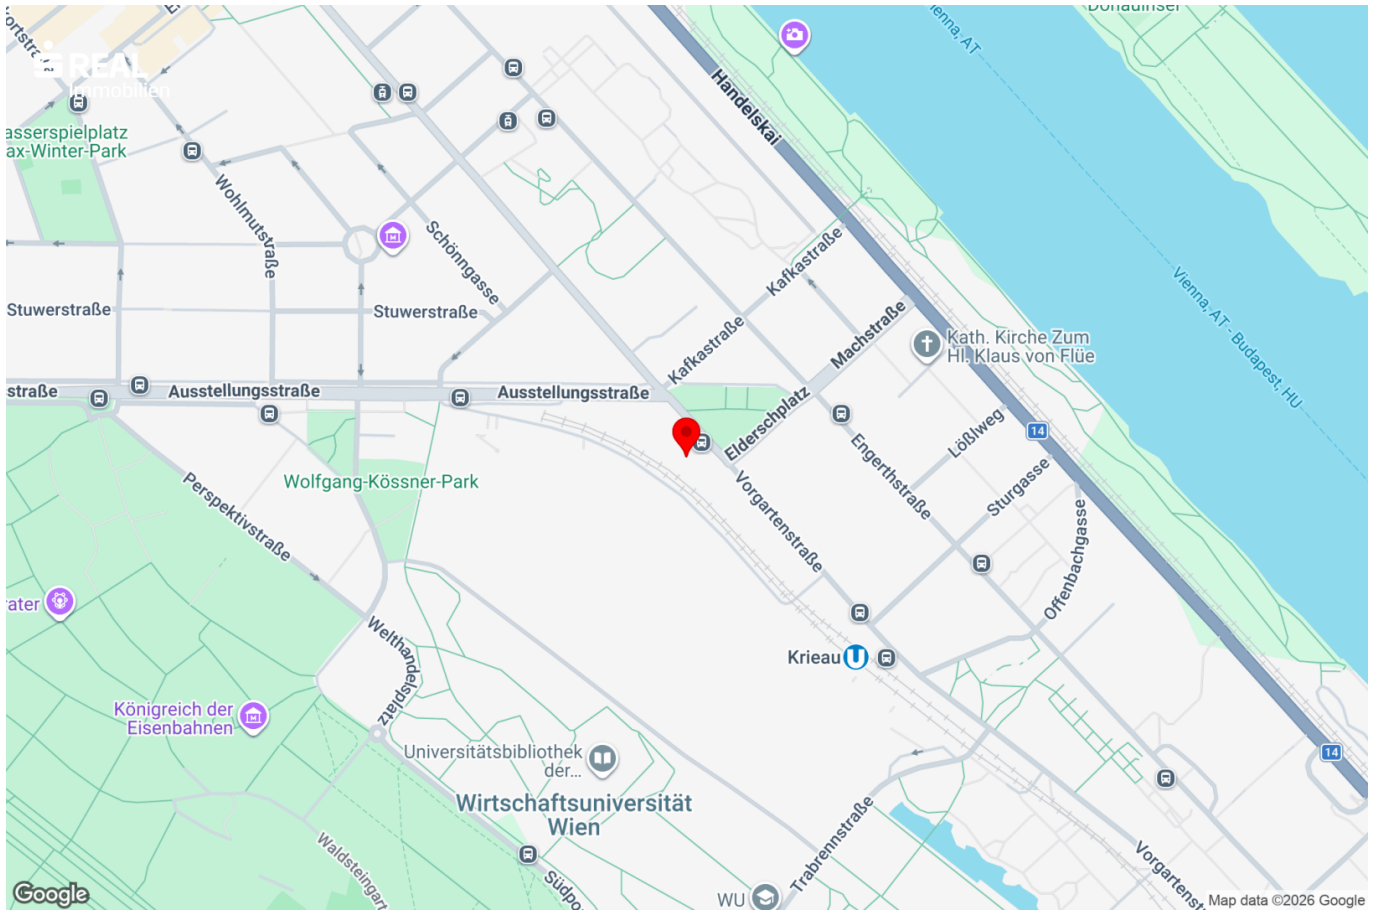 Donauinsel
Vienna, AT
REAL
Immobilien
Handelskai
asserspielplatz
ax-Winter-Park
Wohlmutstraße
Schönngasse
Kafkastraße
Vienna, AT - Budapest, HU
Stuwerstraße
Stuwerstraße
Machstraße
Kath. Kirche Zum
Hl. Klaus von Flüe
Kafkastraße
straße
Ausstellungsstraße
Ausstellungsstraße
Elderschplatz
14
Lößlweg
Engerthstraße
Wolfgang-Kössner-Park
Sturgasse
Perspektivstraße
Vorgartenstraße
Offenbachgasse
rater
Welthandelsplatz
Krieau
U
Königreich der
Eisenbahnen
Universitätsbibliothek
der...
14
Wirtschaftsuniversität
Wien
Trabrennstraße
Waldsteingart
Vorgartenst
Südpo
WU
Google
Map data ©2026 Google